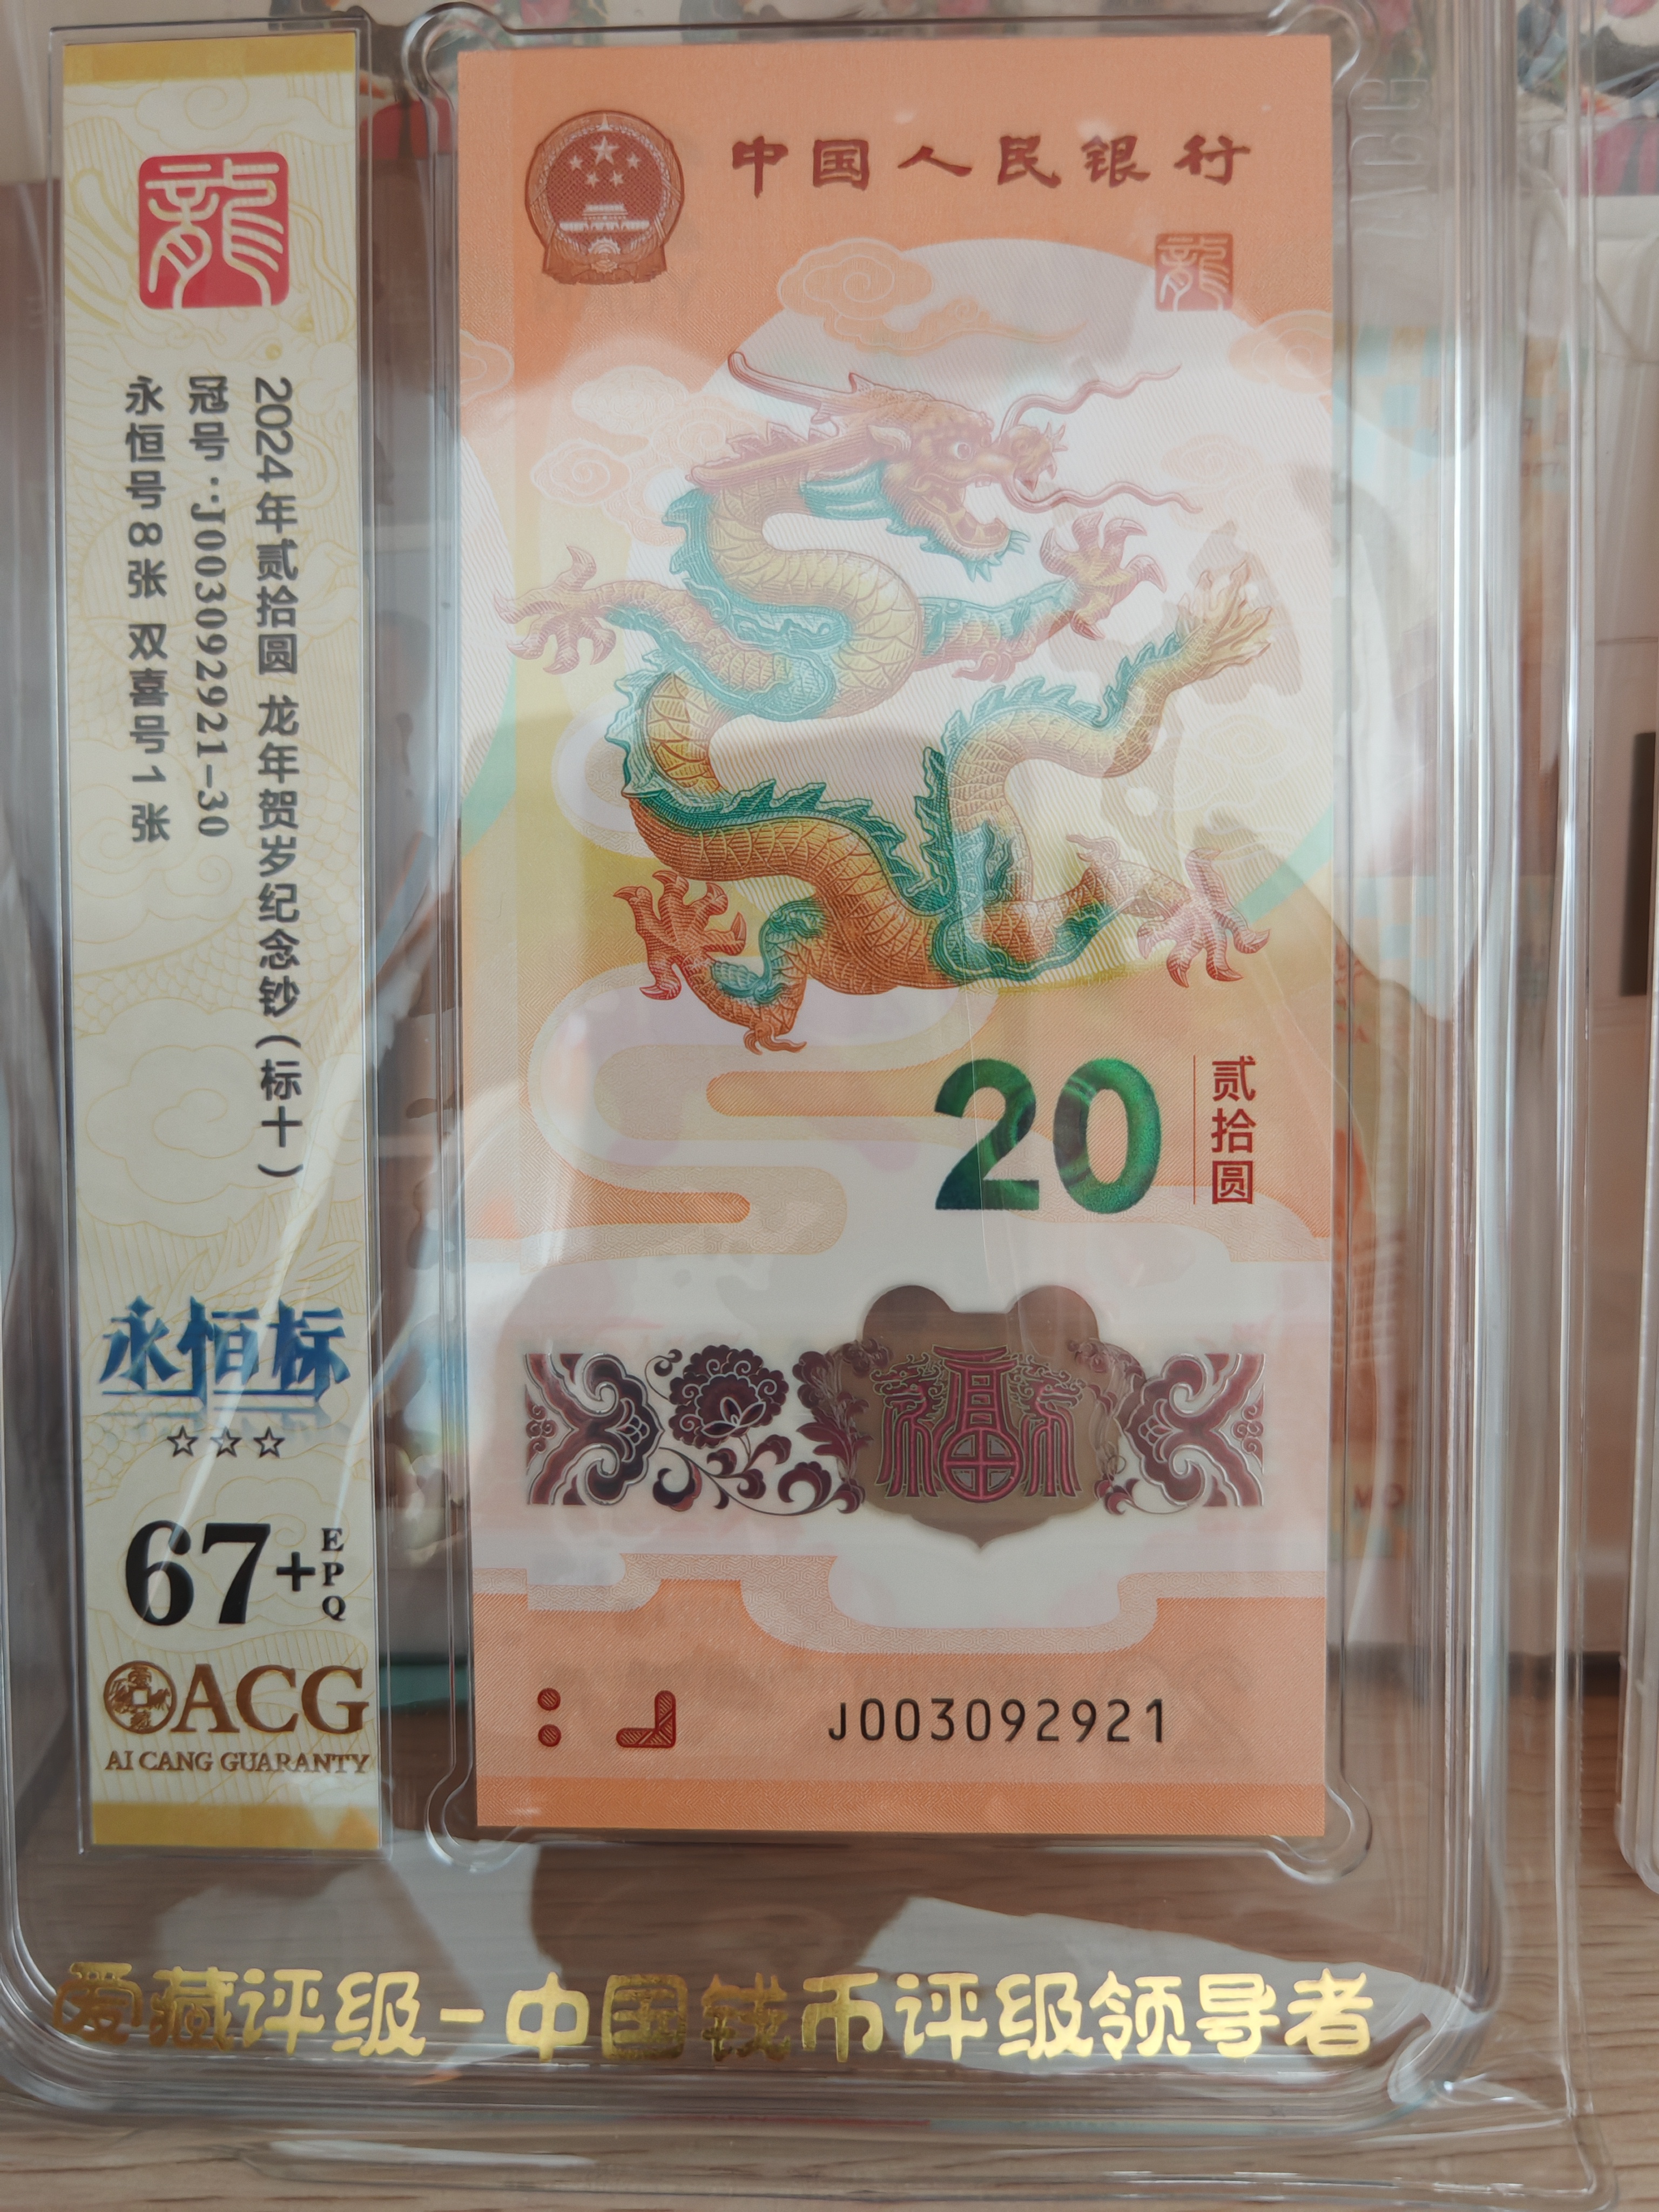 龍
2024年贰拾圆 龙年贺岁纪念钞(标十)
冠号:J003092921-30
永恒号8张 双喜号1张
永恒标
☆☆☆
67+
EPQ
ACG
AI CANG GUARANTY
中国人民银行
龍
20
贰拾圆
福
J003092921
爱藏评级-中国钱币评级领导者